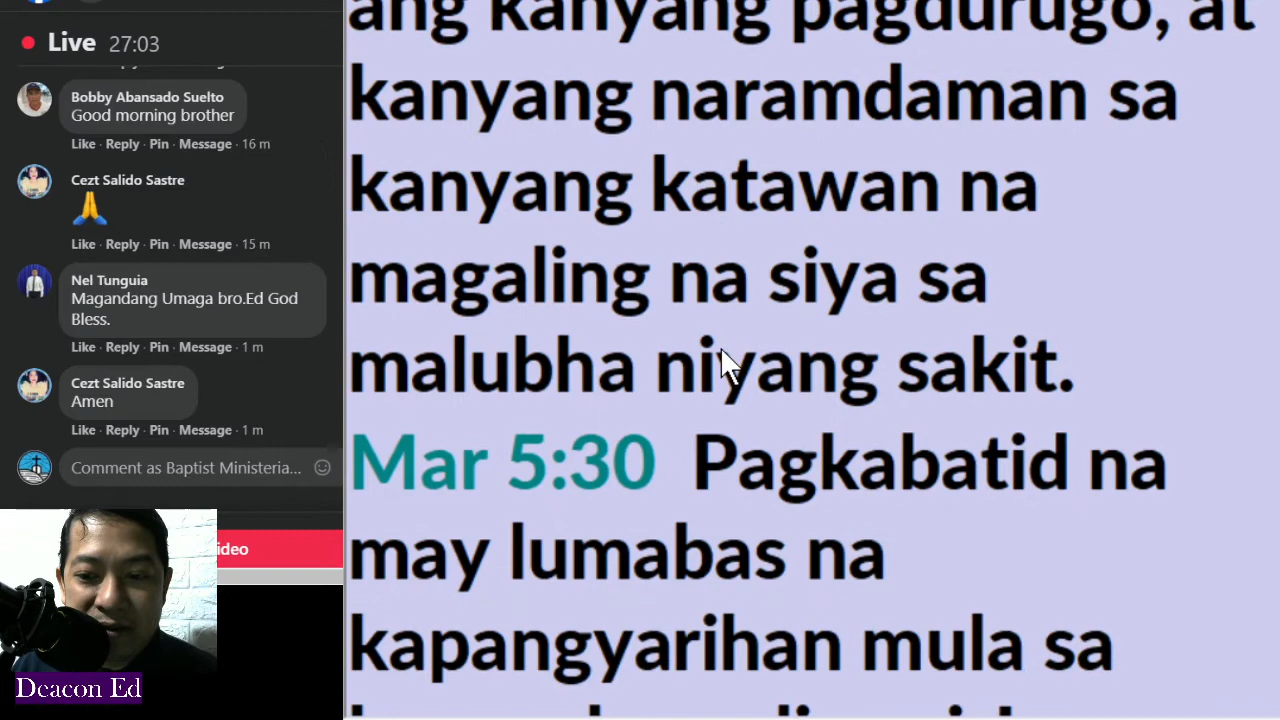 Live 27:03
Bobby Abansado Suelto
Good morning brother
Like · Reply · Pin · Message · 16 m
Cezt Salido Sastre
🙏
Like · Reply · Pin · Message · 15 m
Nel Tunguia
Magandang Umaga bro.Ed God
Bless.
Like · Reply · Pin · Message · 1 m
Cezt Salido Sastre
Amen
Like · Reply · Pin · Message · 1 m
Comment as Baptist Ministeria...
ideo
Deacon Ed
ang kanyang pagdurugo, at
kanyang naramdaman sa
kanyang katawan na
magaling na siya sa
malubha niyang sakit.
Mar 5:30 Pagkabatid na
may lumabas na
kapangyarihan mula sa